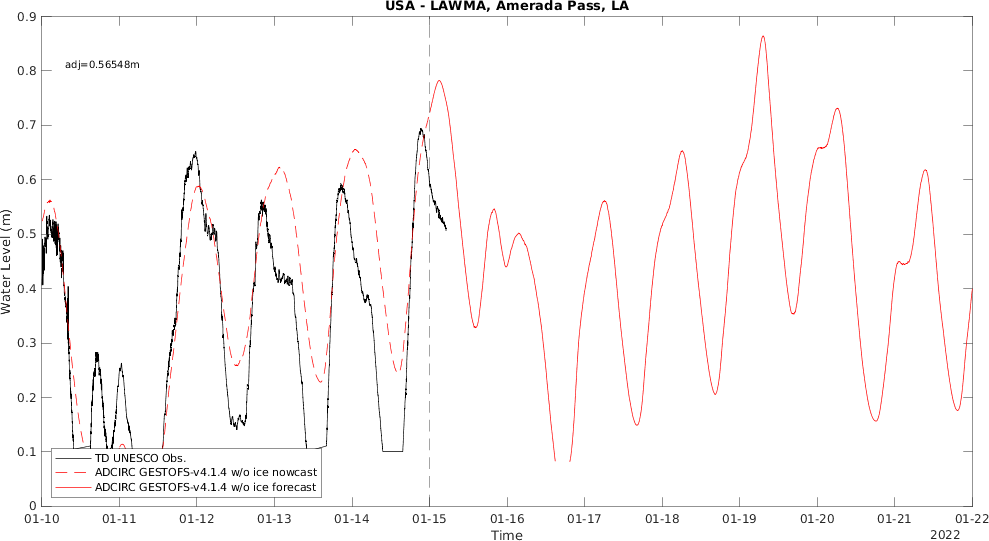 USA - LAWMA, Amerada Pass, LA
adj=0.56548m
Water Level (m)
0.9
0.8
0.7
0.6
0.5
0.4
0.3
0.2
0.1
0
TD UNESCO Obs.
ADCIRC GESTOFS-v4.1.4 w/o ice nowcast
ADCIRC GESTOFS-v4.1.4 w/o ice forecast
01-10 01-11 01-12 01-13 01-14 01-15 01-16 01-17 01-18 01-19 01-20 01-21 01-22
Time
2022